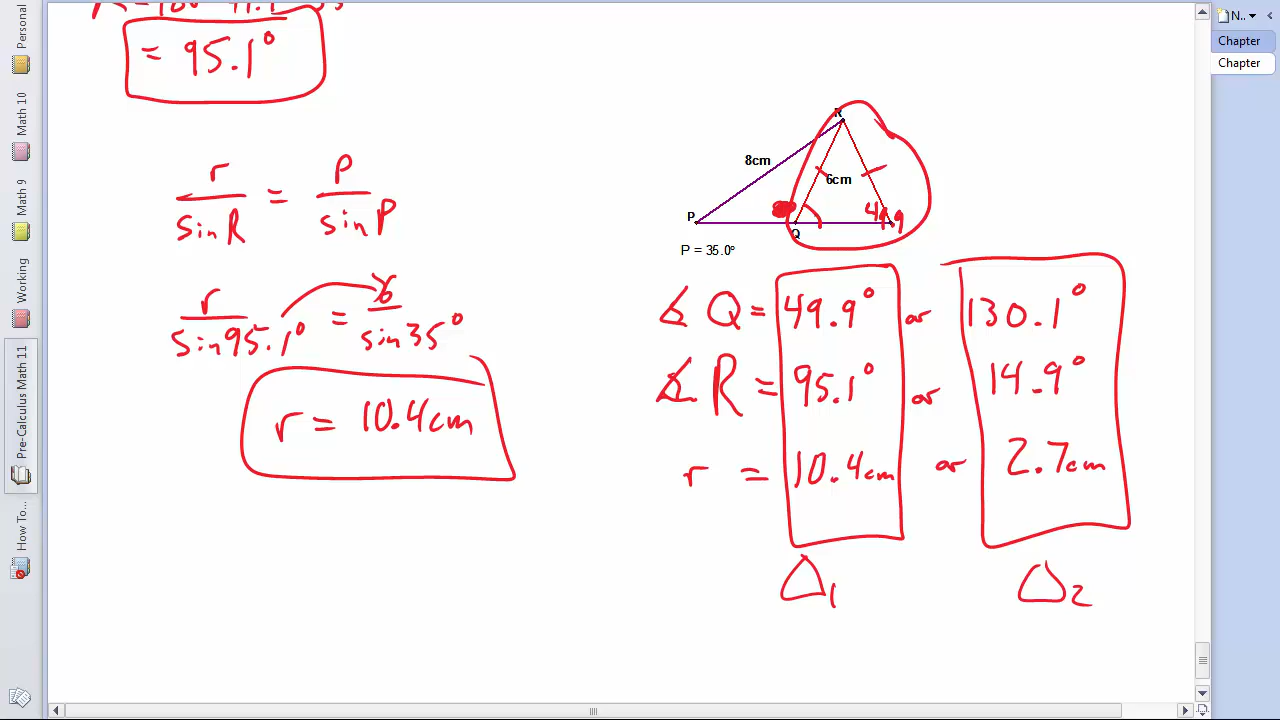 = 95.1°
r/sin R = p/sin P
r/sin 95.1° = 6/sin 35°
r = 10.4cm
R
8cm
6cm
P
Q
49.9
P = 35.0°
∡ Q = 49.9° or 130.1°
∡ R = 95.1° or 14.9°
r = 10.4cm or 2.7cm
△1
△2
Personal
Math 10
Math 9
Working
Pre-Calculus Math 11
How To...
N..
Chapter
Chapter